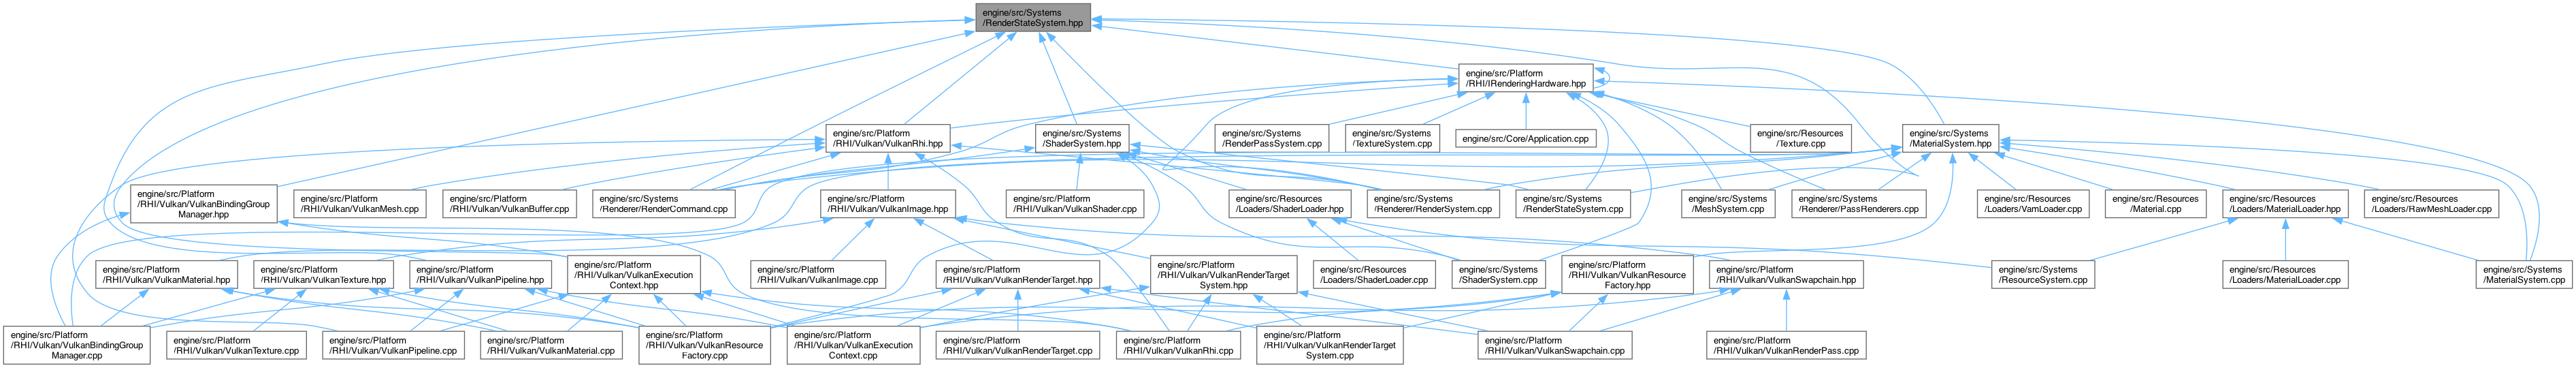 engine/src/Systems
/RenderStateSystem.hpp
engine/src/Platform
/RHI/IRenderingHardware.hpp
engine/src/Platform
/RHI/Vulkan/VulkanRhi.hpp
engine/src/Systems
/ShaderSystem.hpp
engine/src/Systems
/RenderPassSystem.cpp
engine/src/Systems
/TextureSystem.cpp
engine/src/Core/Application.cpp
engine/src/Resources
/Texture.cpp
engine/src/Systems
/MaterialSystem.hpp
engine/src/Platform
/RHI/Vulkan/VulkanBindingGroup
Manager.hpp
engine/src/Platform
/RHI/Vulkan/VulkanMesh.cpp
engine/src/Platform
/RHI/Vulkan/VulkanBuffer.cpp
engine/src/Systems
/Renderer/RenderCommand.cpp
engine/src/Platform
/RHI/Vulkan/VulkanImage.hpp
engine/src/Platform
/RHI/Vulkan/VulkanShader.cpp
engine/src/Resources
/Loaders/ShaderLoader.hpp
engine/src/Systems
/Renderer/RenderSystem.cpp
engine/src/Systems
/RenderStateSystem.cpp
engine/src/Systems
/MeshSystem.cpp
engine/src/Systems
/Renderer/PassRenderers.cpp
engine/src/Resources
/Loaders/VamLoader.cpp
engine/src/Resources
/Material.cpp
engine/src/Resources
/Loaders/MaterialLoader.hpp
engine/src/Resources
/Loaders/RawMeshLoader.cpp
engine/src/Platform
/RHI/Vulkan/VulkanMaterial.hpp
engine/src/Platform
/RHI/Vulkan/VulkanTexture.hpp
engine/src/Platform
/RHI/Vulkan/VulkanPipeline.hpp
engine/src/Platform
/RHI/Vulkan/VulkanExecution
Context.hpp
engine/src/Platform
/RHI/Vulkan/VulkanImage.cpp
engine/src/Platform
/RHI/Vulkan/VulkanRenderTarget.hpp
engine/src/Platform
/RHI/Vulkan/VulkanRenderTarget
System.hpp
engine/src/Resources
/Loaders/ShaderLoader.cpp
engine/src/Systems
/ShaderSystem.cpp
engine/src/Platform
/RHI/Vulkan/VulkanResource
Factory.hpp
engine/src/Platform
/RHI/Vulkan/VulkanSwapchain.hpp
engine/src/Systems
/ResourceSystem.cpp
engine/src/Resources
/Loaders/MaterialLoader.cpp
engine/src/Systems
/MaterialSystem.cpp
engine/src/Platform
/RHI/Vulkan/VulkanBindingGroup
Manager.cpp
engine/src/Platform
/RHI/Vulkan/VulkanTexture.cpp
engine/src/Platform
/RHI/Vulkan/VulkanPipeline.cpp
engine/src/Platform
/RHI/Vulkan/VulkanMaterial.cpp
engine/src/Platform
/RHI/Vulkan/VulkanResource
Factory.cpp
engine/src/Platform
/RHI/Vulkan/VulkanExecution
Context.cpp
engine/src/Platform
/RHI/Vulkan/VulkanRenderTarget.cpp
engine/src/Platform
/RHI/Vulkan/VulkanRhi.cpp
engine/src/Platform
/RHI/Vulkan/VulkanRenderTarget
System.cpp
engine/src/Platform
/RHI/Vulkan/VulkanSwapchain.cpp
engine/src/Platform
/RHI/Vulkan/VulkanRenderPass.cpp